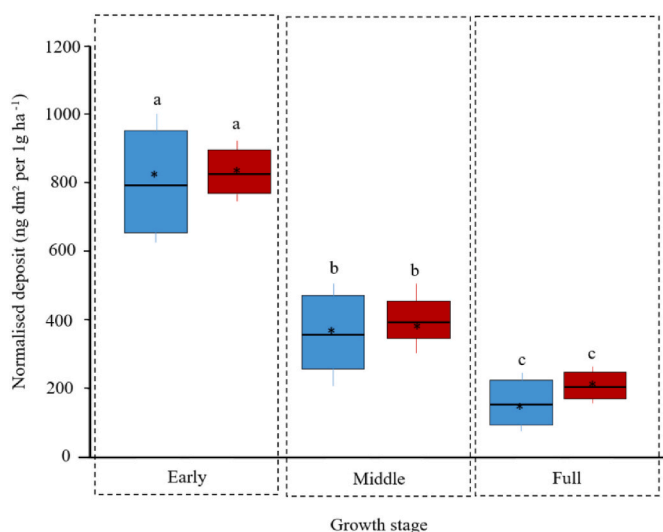 Normalised deposit (ng dm² per 1g ha⁻¹)
1200
1000
800
600
400
200
0
a
a
b
b
c
c
Early
Middle
Full
Growth stage